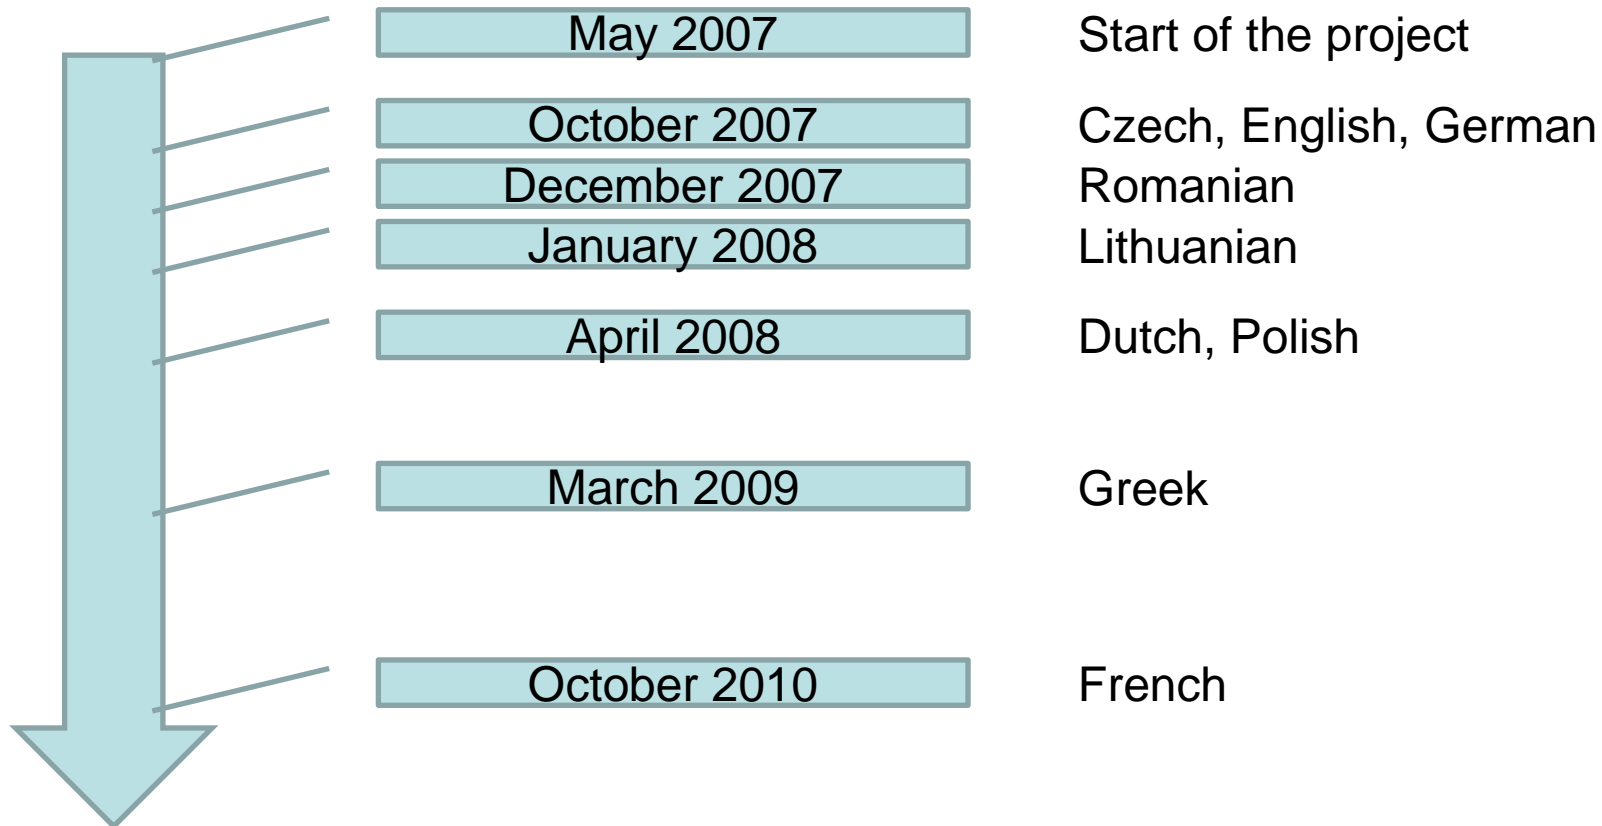 May 2007 Start of the project
October 2007 Czech, English, German
December 2007 Romanian
January 2008 Lithuanian
April 2008 Dutch, Polish
March 2009 Greek
October 2010 French